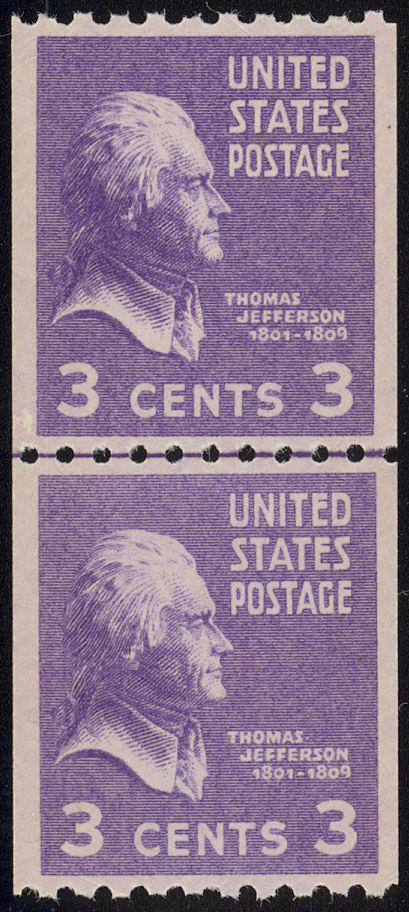 UNITED
STATES
POSTAGE
THOMAS
JEFFERSON
1801-1809
3 CENTS 3
UNITED
STATES
POSTAGE
THOMAS
JEFFERSON
1801-1809
3 CENTS 3